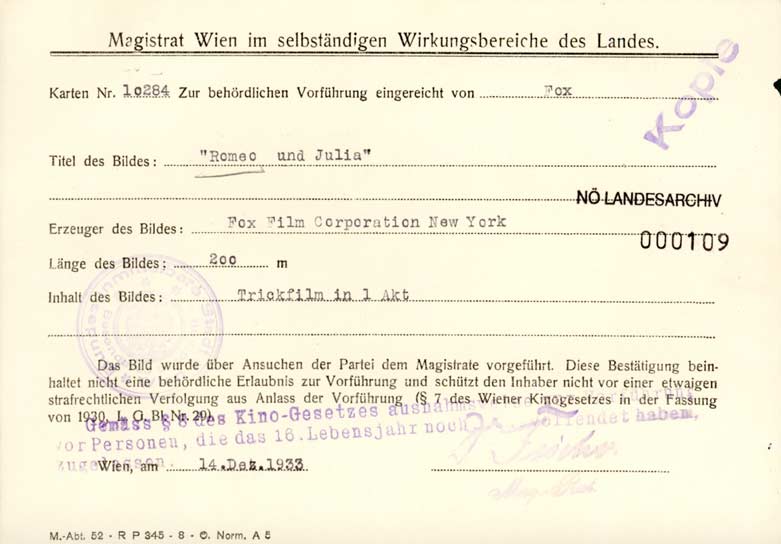 Magistrat Wien im selbständigen Wirkungsbereiche des Landes.
Kopie
Karten Nr. 10284 Zur behördlichen Vorführung eingereicht von Fox
Titel des Bildes: "Romeo und Julia"
NÖ LANDESARCHIV
Erzeuger des Bildes: Fox Film Corporation New York
000109
Länge des Bildes: 200 m
Inhalt des Bildes: Trickfilm in 1 Akt
Das Bild wurde über Ansuchen der Partei dem Magistrate vorgeführt. Diese Bestätigung bein-
haltet nicht eine behördliche Erlaubnis zur Vorführung und schützt den Inhaber nicht vor einer etwaigen
strafrechtlichen Verfolgung aus Anlass der Vorführung (§ 7 des Wiener Kinogesetzes in der Fassung
von 1930, L. G. Bl. Nr. 29).
Gemäss § 8 des Kino-Gesetzes
vor Personen, die das 16. Lebensjahr noch vollendet haben,
zugelassen.
Wien, am 14. Dez. 1933
M.-Abt. 52 - R P 345 - 8 - Ö. Norm. A 5